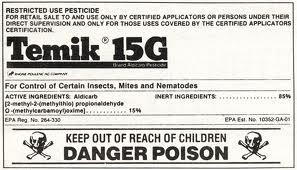 RESTRICTED USE PESTICIDE
FOR RETAIL SALE TO AND USE ONLY BY CERTIFIED APPLICATORS OR PERSONS UNDER THEIR
DIRECT SUPERVISION AND ONLY FOR THOSE USES COVERED BY THE CERTIFIED APPLICATORS
CERTIFICATION.
Temik® 15G
RHONE POULENC AG COMPANY
Brand Aldicarb Pesticide
For Control of Certain Insects, Mites and Nematodes
ACTIVE INGREDIENTS: Aldicarb INERT INGREDIENTS: 85%
[2-methyl-2-(methylthio) propionaldehyde
O-(methylcarbamoyl)oxime] 15%
EPA Reg. No. 264-330 EPA Est. No. 10352-GA-01
KEEP OUT OF REACH OF CHILDREN
DANGER POISON